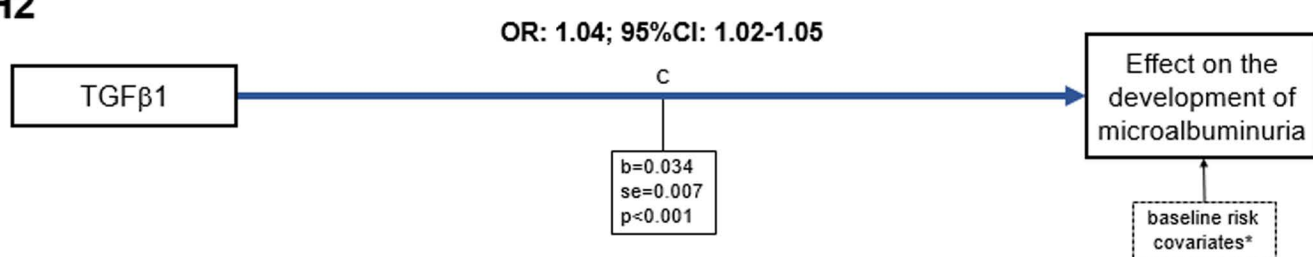 OR: 1.04; 95%CI: 1.02-1.05
C
TGFβ1
Effect on the
development of
microalbuminuria
b=0.034
se=0.007
p<0.001
baseline risk
covariates*